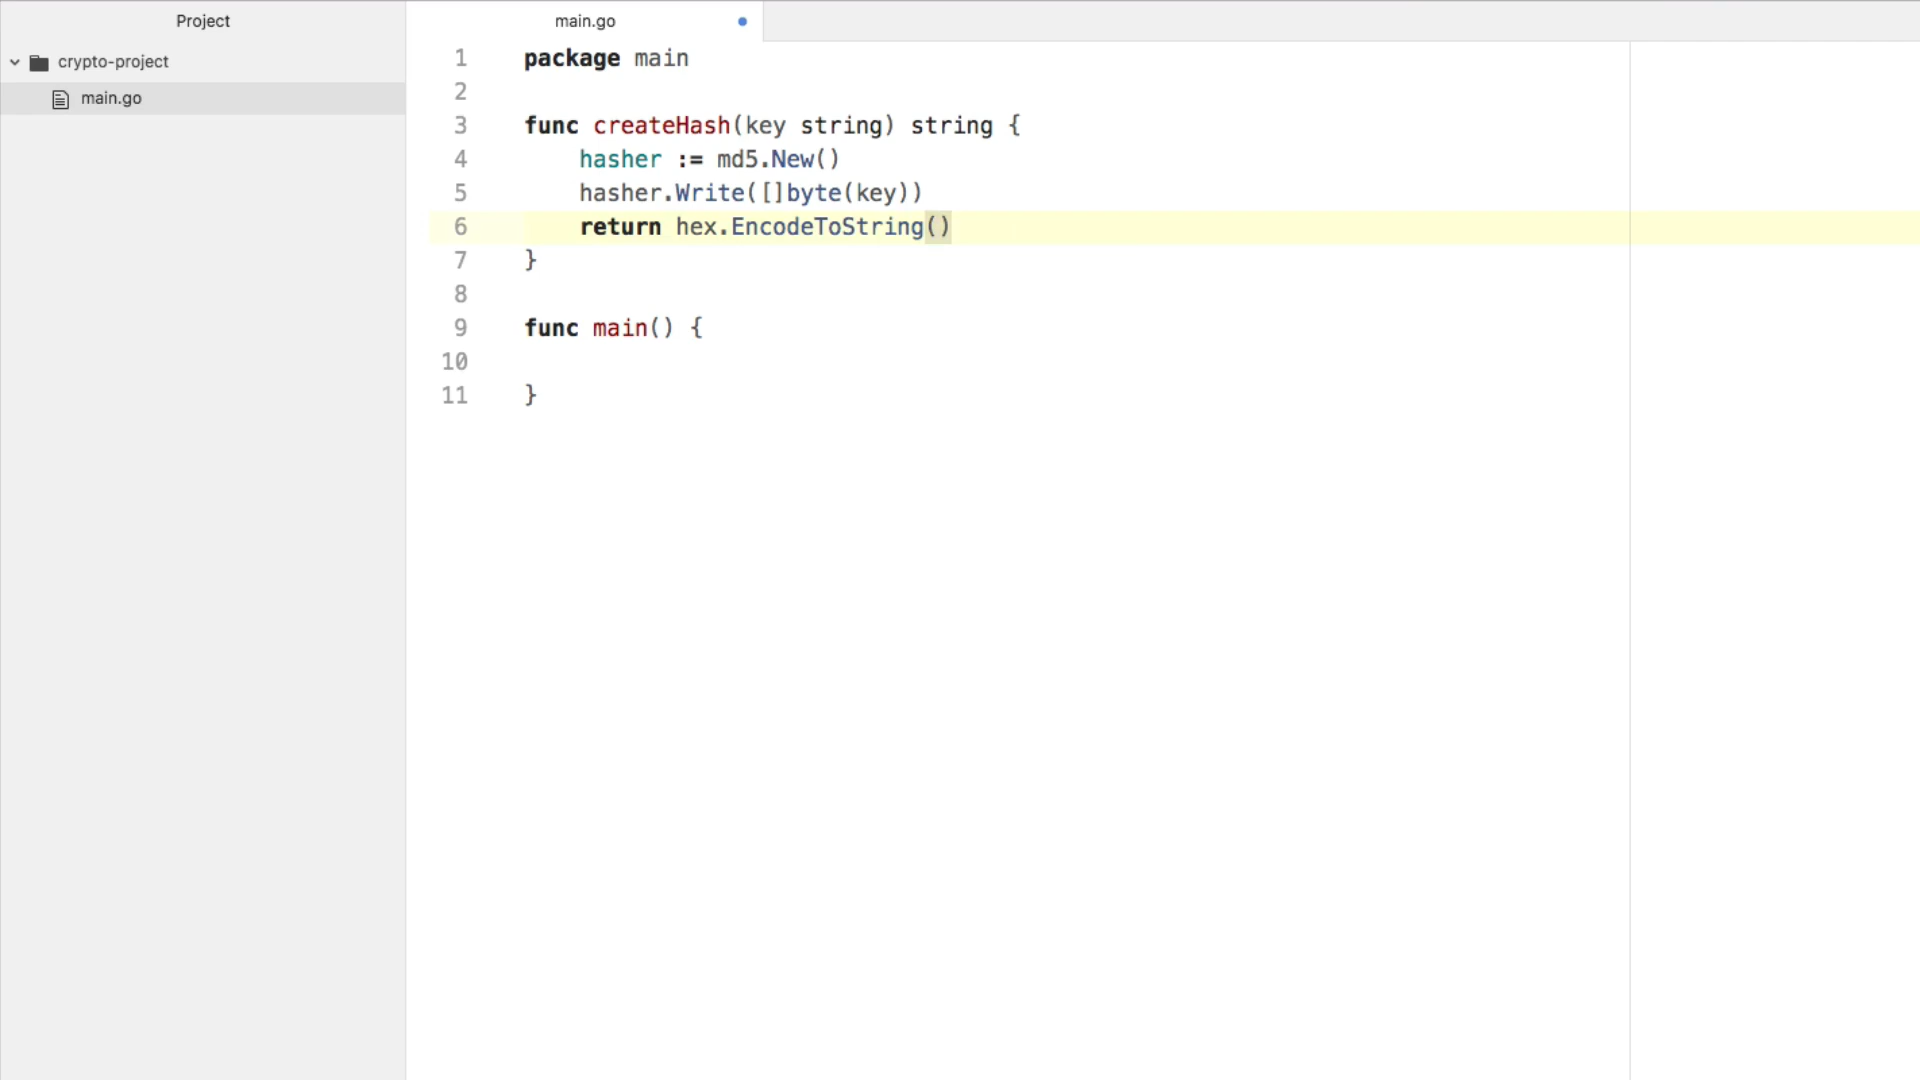 Project
crypto-project
main.go
main.go
1 package main
2
3 func createHash(key string) string {
4 hasher := md5.New()
5 hasher.Write([]byte(key))
6 return hex.EncodeToString()
7 }
8
9 func main() {
10
11 }